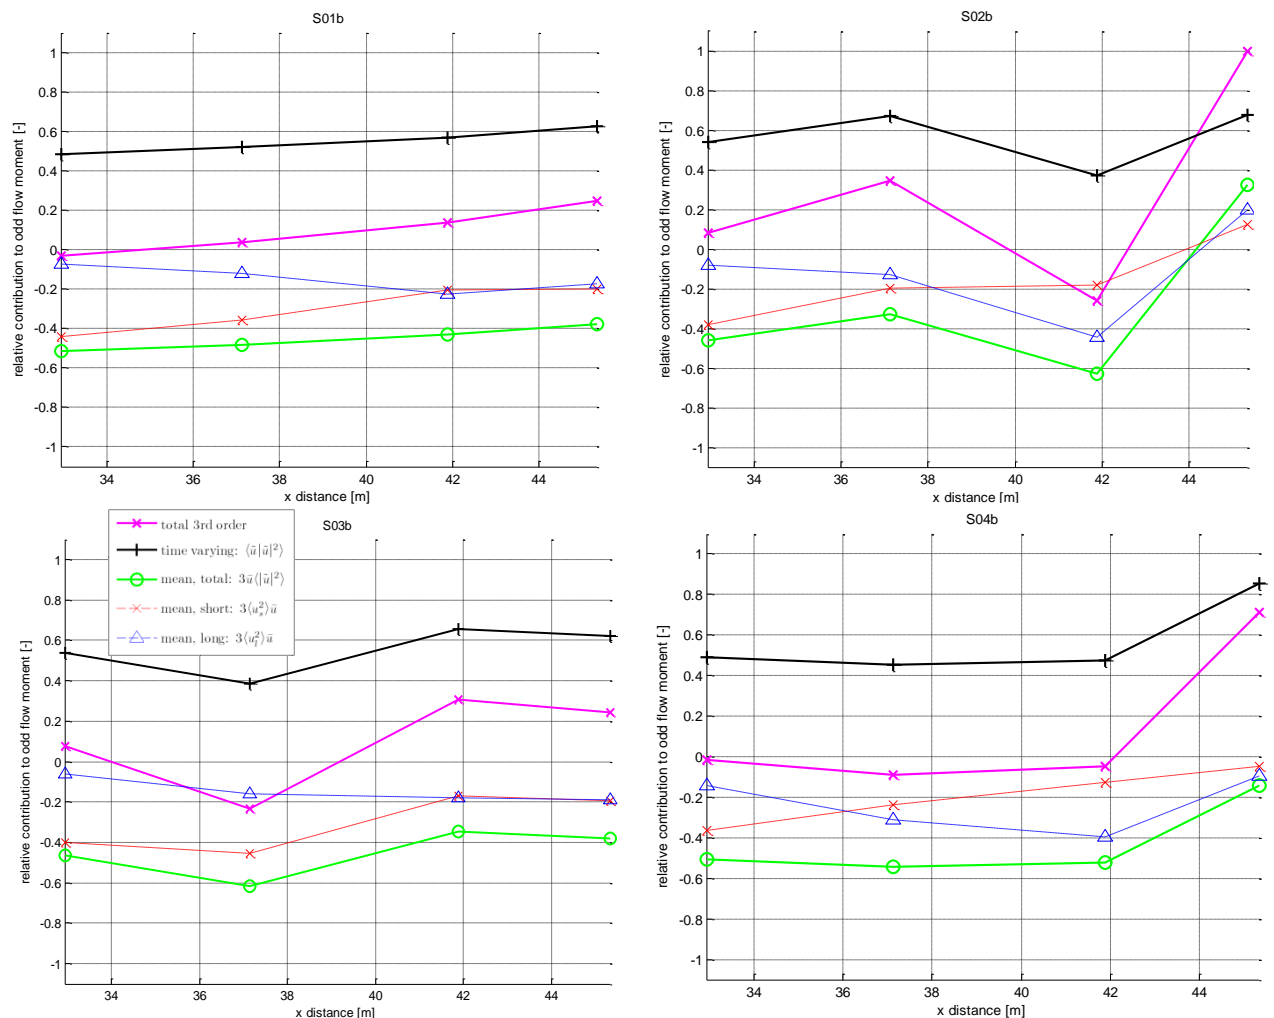 S01b
1
0.8
0.6
0.4
0.2
0
-0.2
-0.4
-0.6
-0.8
-1
34 36 38 40 42 44
x distance [m]
relative contribution to odd flow moment [-]
S02b
1
0.8
0.6
0.4
0.2
0
-0.2
-0.4
-0.6
-0.8
-1
34 36 38 40 42 44
x distance [m]
relative contribution to odd flow moment [-]
S03b
total 3rd order
time varying: ⟨ũ|ũ|²⟩
mean, total: 3ū⟨|ũ|²⟩
mean, short: 3⟨u_s²⟩ū
mean, long: 3⟨u_l²⟩ū
1
0.8
0.6
0.4
0.2
0
-0.2
-0.4
-0.6
-0.8
-1
34 36 38 40 42 44
x distance [m]
relative contribution to odd flow moment [-]
S04b
1
0.8
0.6
0.4
0.2
0
-0.2
-0.4
-0.6
-0.8
-1
34 36 38 40 42 44
x distance [m]
relative contribution to odd flow moment [-]